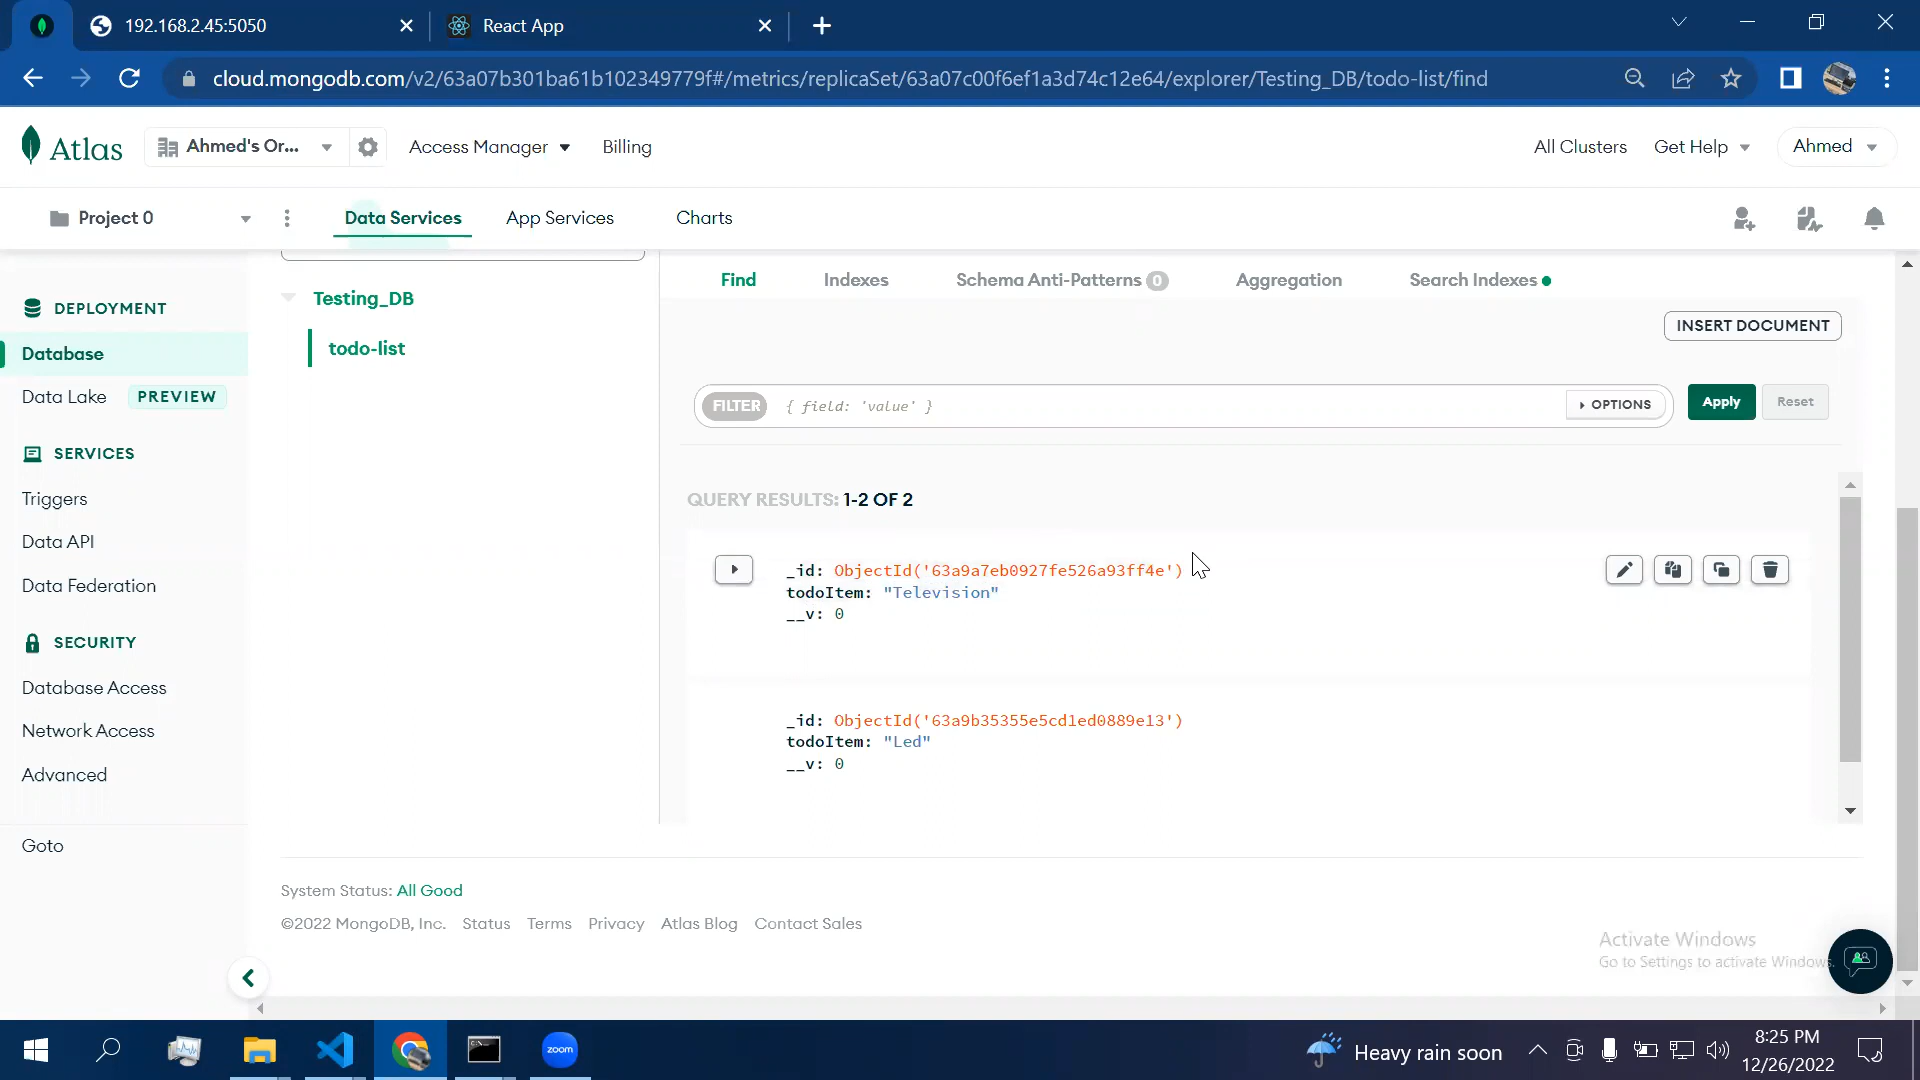 192.168.2.45:5050
React App
cloud.mongodb.com/v2/63a07b301ba61b102349779f#/metrics/replicaSet/63a07c00f6ef1a3d74c12e64/explorer/Testing_DB/todo-list/find
Atlas
Ahmed's Or...
Access Manager
Billing
All Clusters
Get Help
Ahmed
Project 0
Data Services
App Services
Charts
DEPLOYMENT
Database
Data Lake PREVIEW
SERVICES
Triggers
Data API
Data Federation
SECURITY
Database Access
Network Access
Advanced
Goto
Testing_DB
todo-list
Find
Indexes
Schema Anti-Patterns 0
Aggregation
Search Indexes
INSERT DOCUMENT
FILTER { field: 'value' }
OPTIONS
Apply
Reset
QUERY RESULTS: 1-2 OF 2
_id: ObjectId('63a9a7eb0927fe526a93ff4e')
todoItem: "Television"
__v: 0
_id: ObjectId('63a9b35355e5cd1ed0889e13')
todoItem: "Led"
__v: 0
System Status: All Good
©2022 MongoDB, Inc. Status Terms Privacy Atlas Blog Contact Sales
Activate Windows
Go to Settings to activate Windows.
zoom
Heavy rain soon
8:25 PM
12/26/2022